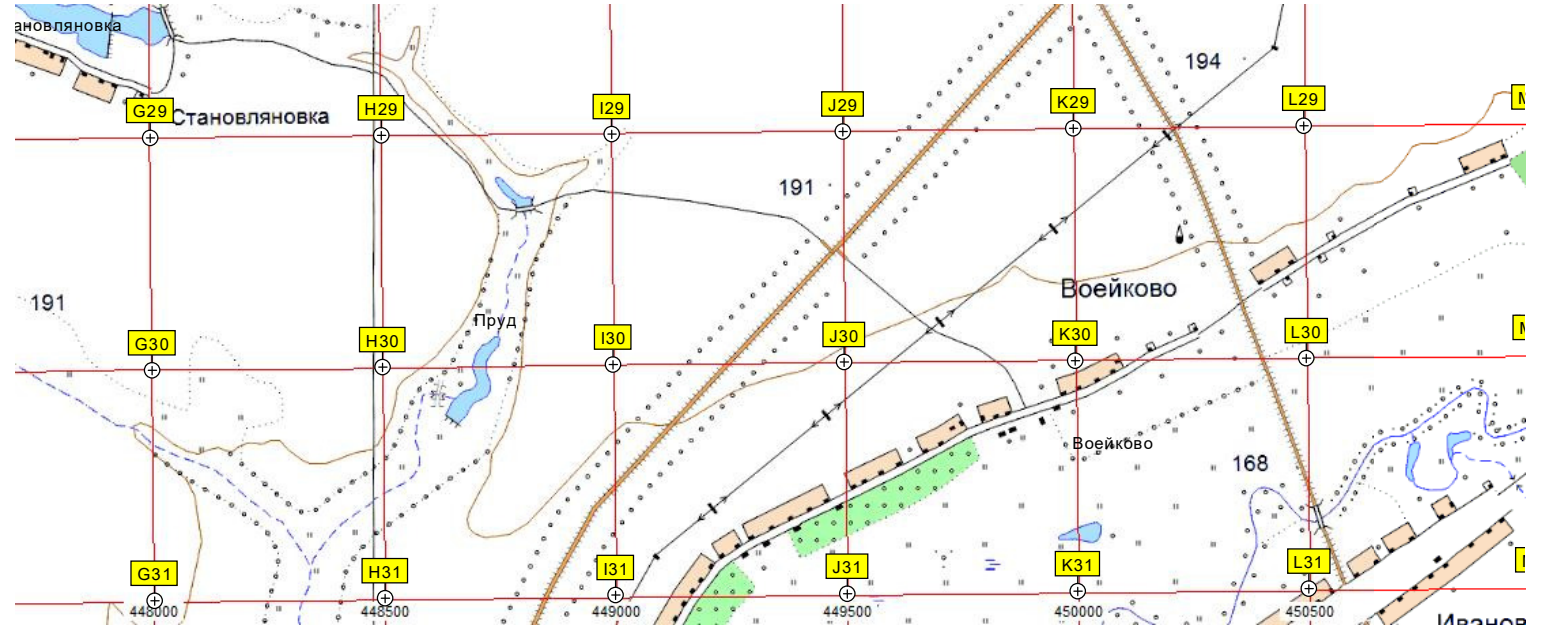 ановляновка
194
G29
H29
I29
J29
K29
L29
Становляновка
191
Воейково
191
Пруд
G30
H30
I30
J30
K30
L30
Воейково
168
G31
H31
I31
J31
K31
L31
448000
448500
449000
449500
450000
450500
Иванов